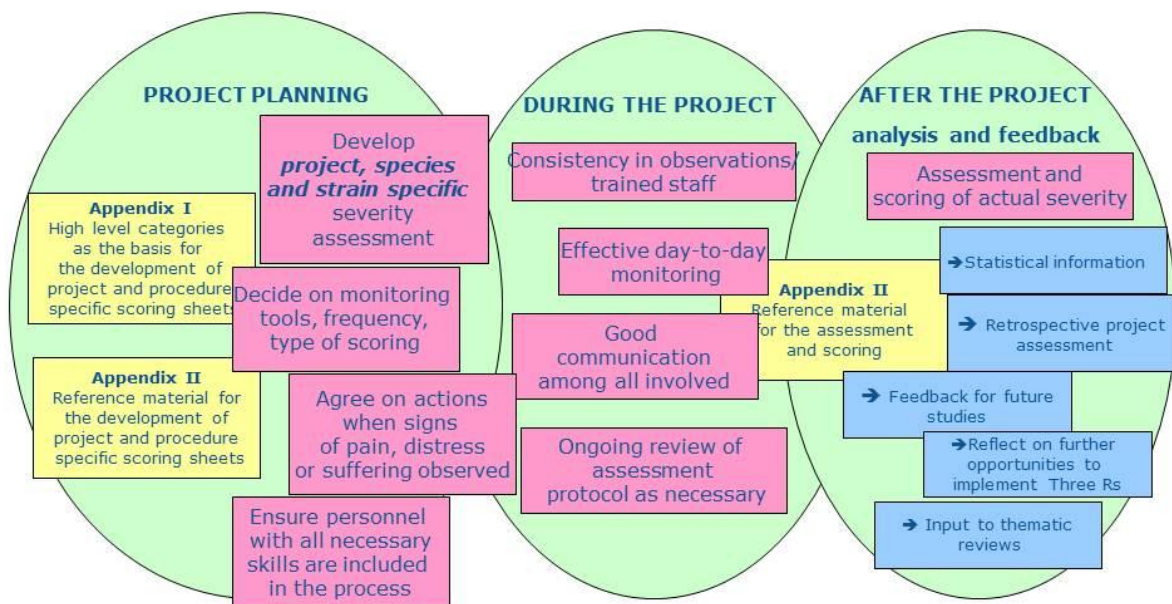 PROJECT PLANNING
Develop
project, species
and strain specific
severity
assessment
Appendix I
High level categories
as the basis for
the development of
project and procedure
specific scoring sheets
Decide on monitoring
tools, frequency,
type of scoring
Appendix II
Reference material for
the development of
project and procedure
specific scoring sheets
Agree on actions
when signs
of pain, distress
or suffering observed
Ensure personnel
with all necessary
skills are included
in the process
DURING THE PROJECT
Consistency in observations/
trained staff
Effective day-to-day
monitoring
Good
communication
among all involved
Ongoing review of
assessment
protocol as necessary
Appendix II
Reference material
for the assessment
and scoring
AFTER THE PROJECT
analysis and feedback
Assessment and
scoring of actual severity
➔Statistical information
➔ Retrospective project
assessment
➔ Feedback for future
studies
➔Reflect on further
opportunities to
implement Three Rs
➔ Input to thematic
reviews